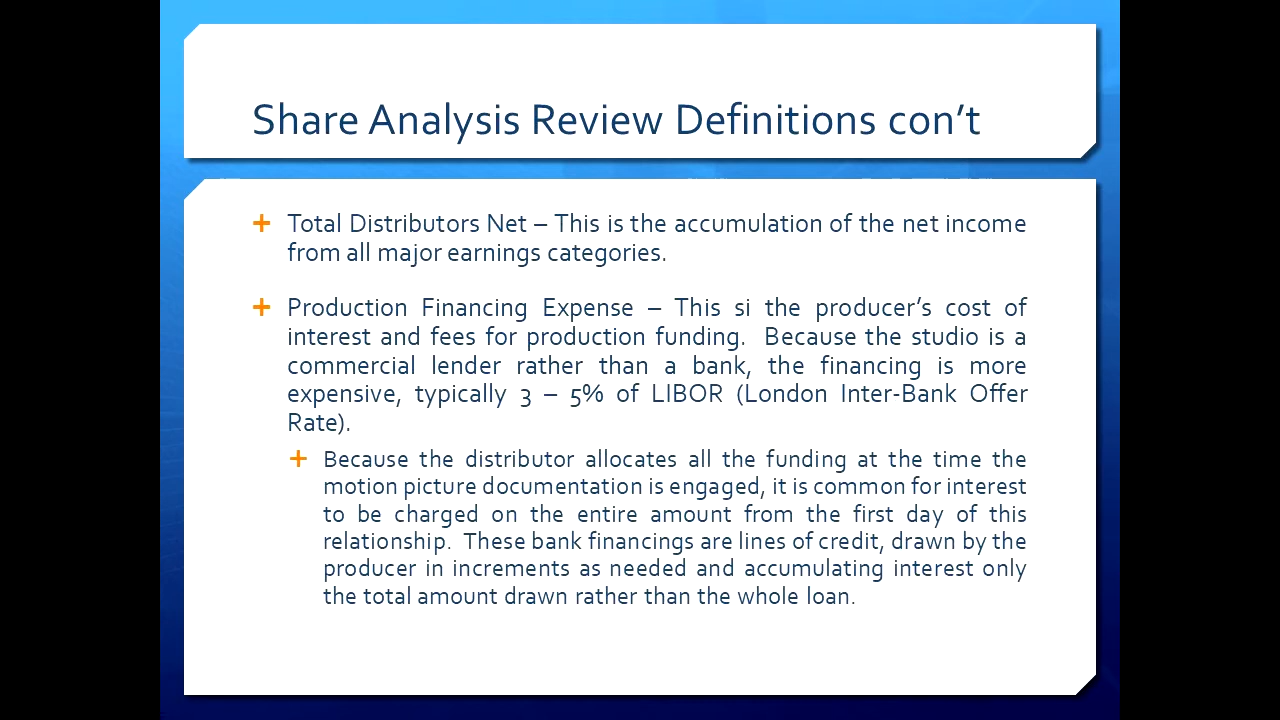 Share Analysis Review Definitions con’t
Total Distributors Net – This is the accumulation of the net income
from all major earnings categories.
Production Financing Expense – This si the producer’s cost of
interest and fees for production funding. Because the studio is a
commercial lender rather than a bank, the financing is more
expensive, typically 3 – 5% of LIBOR (London Inter-Bank Offer
Rate).
Because the distributor allocates all the funding at the time the
motion picture documentation is engaged, it is common for interest
to be charged on the entire amount from the first day of this
relationship. These bank financings are lines of credit, drawn by the
producer in increments as needed and accumulating interest only
the total amount drawn rather than the whole loan.